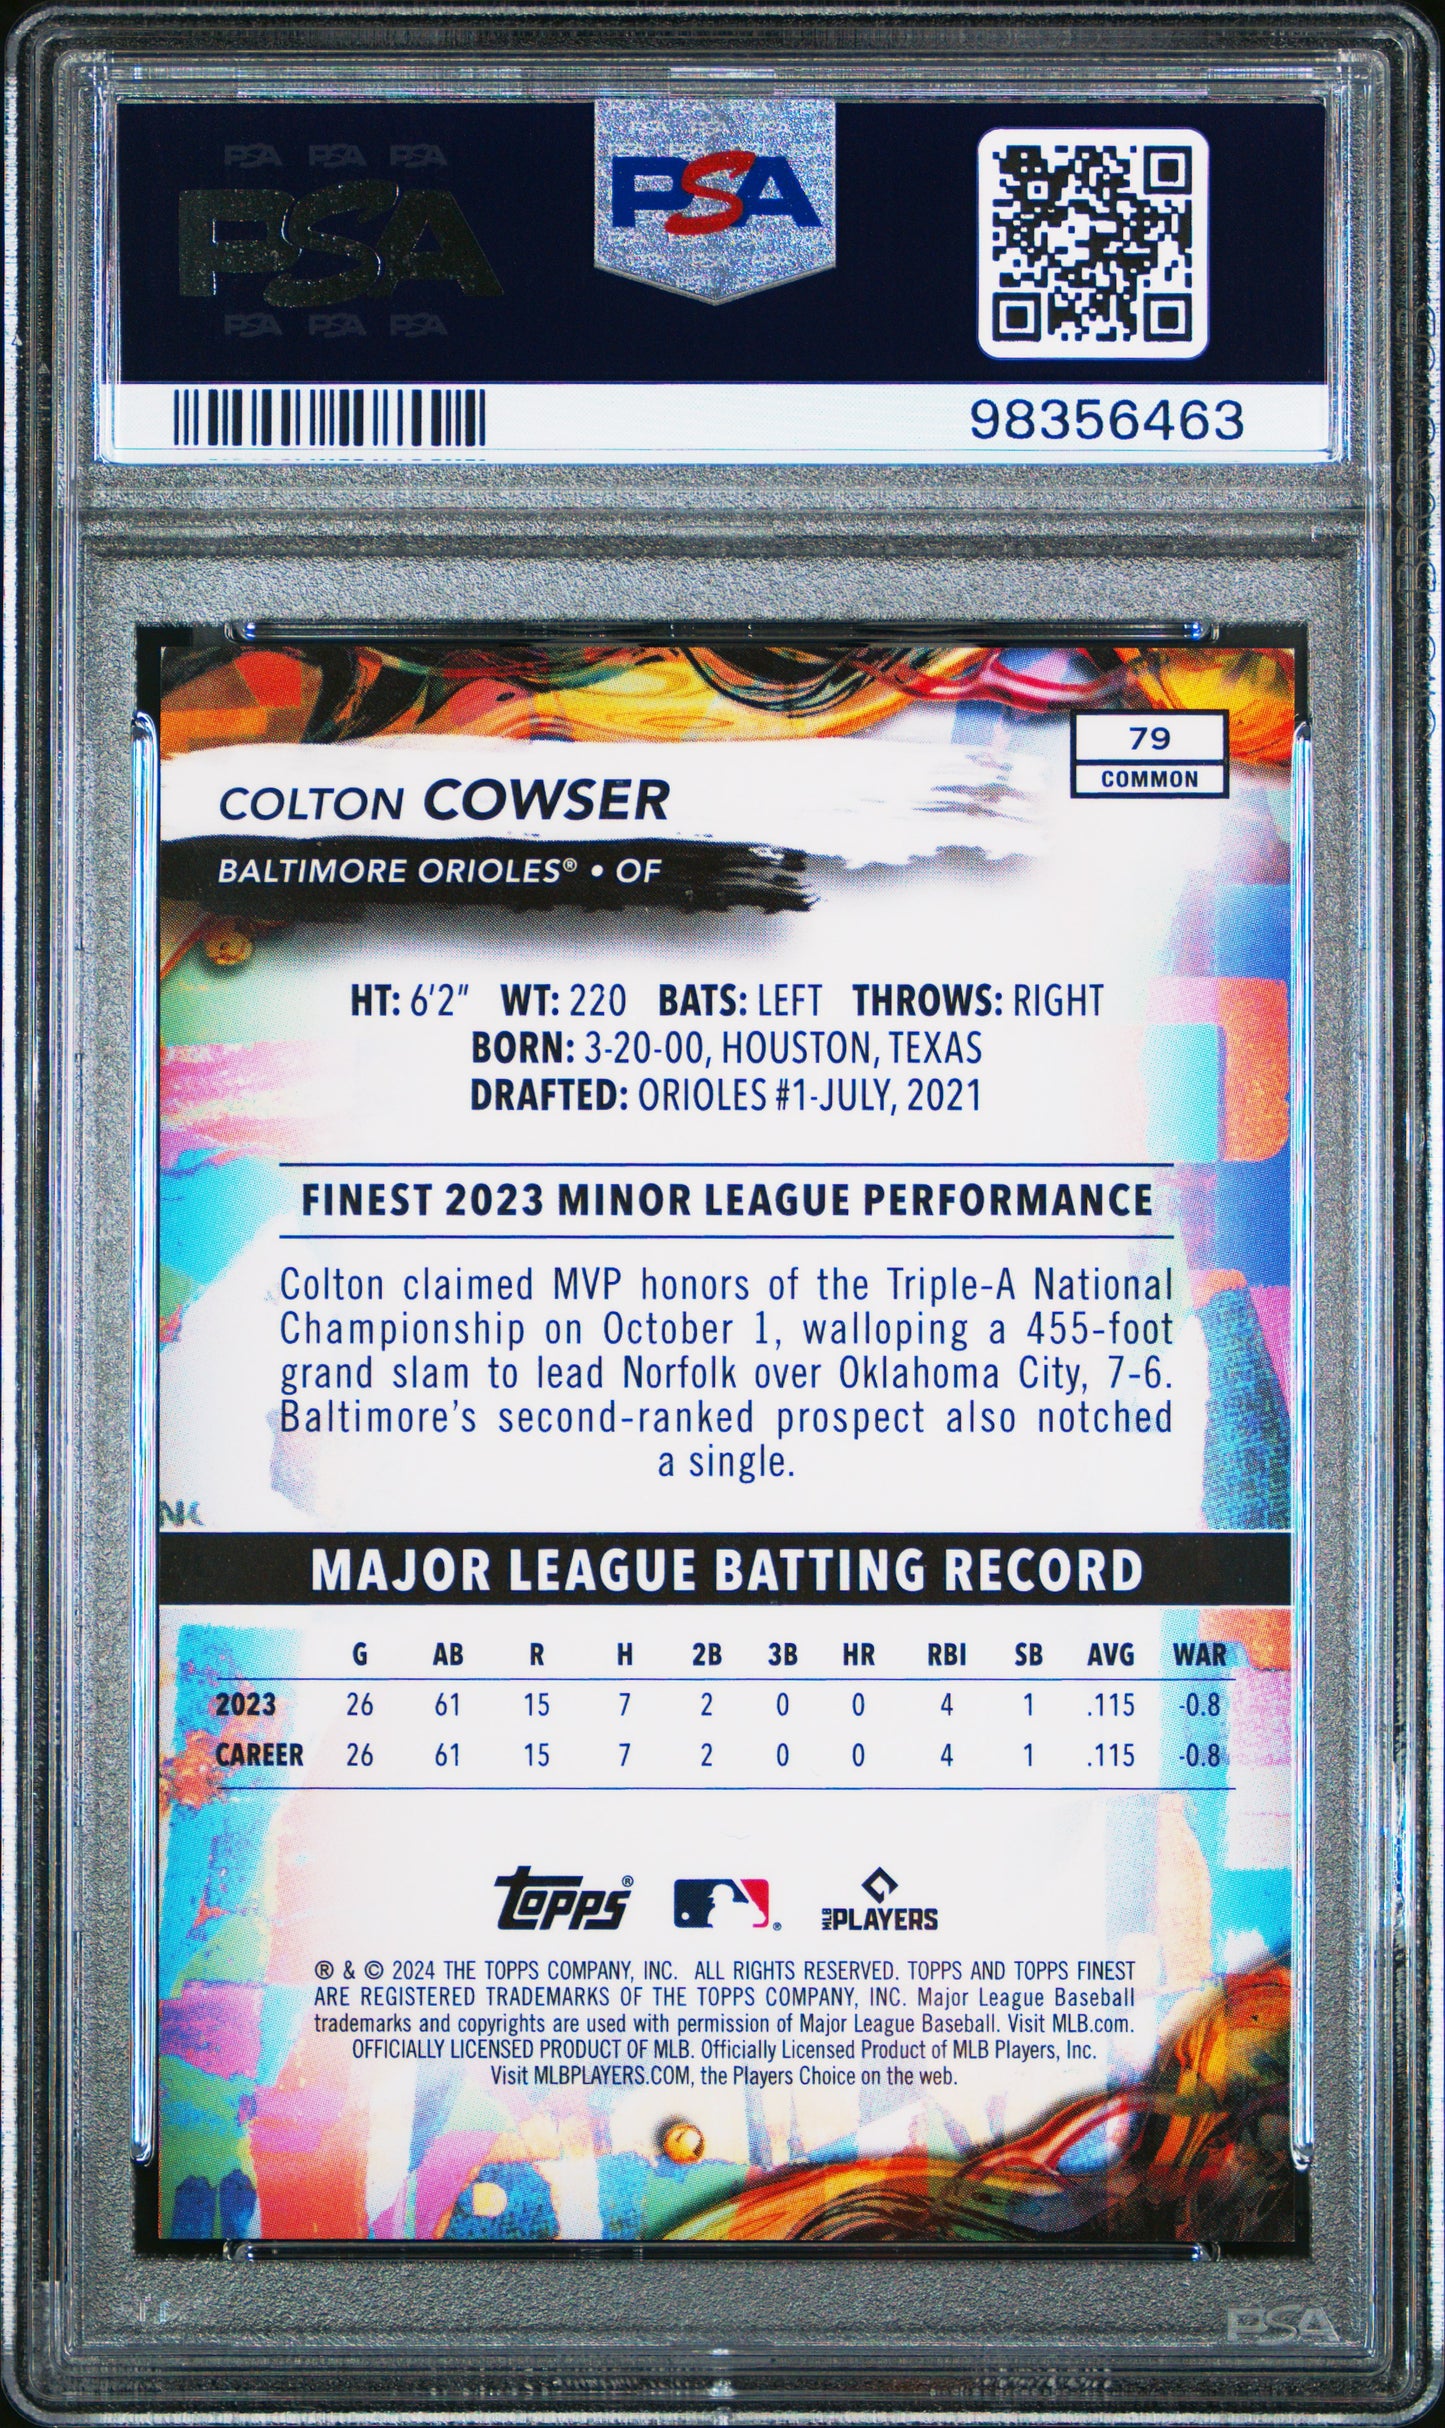 PSA PSA PSA
PSA
PSA PSA PSA
PSA
98356463
79
COMMON
COLTON COWSER
BALTIMORE ORIOLES® • OF
HT: 6'2" WT: 220 BATS: LEFT THROWS: RIGHT
BORN: 3-20-00, HOUSTON, TEXAS
DRAFTED: ORIOLES #1-JULY, 2021
FINEST 2023 MINOR LEAGUE PERFORMANCE
Colton claimed MVP honors of the Triple-A National
Championship on October 1, walloping a 455-foot
grand slam to lead Norfolk over Oklahoma City, 7-6.
Baltimore's second-ranked prospect also notched
a single.
MAJOR LEAGUE BATTING RECORD
G AB R H 2B 3B HR RBI SB AVG WAR
2023 26 61 15 7 2 0 0 4 1 .115 -0.8
CAREER 26 61 15 7 2 0 0 4 1 .115 -0.8
topps® ® MLB PLAYERS
® & © 2024 THE TOPPS COMPANY, INC. ALL RIGHTS RESERVED. TOPPS AND TOPPS FINEST
ARE REGISTERED TRADEMARKS OF THE TOPPS COMPANY, INC. Major League Baseball
trademarks and copyrights are used with permission of Major League Baseball. Visit MLB.com.
OFFICIALLY LICENSED PRODUCT OF MLB. Officially Licensed Product of MLB Players, Inc.
Visit MLBPLAYERS.COM, the Players Choice on the web.
PSA